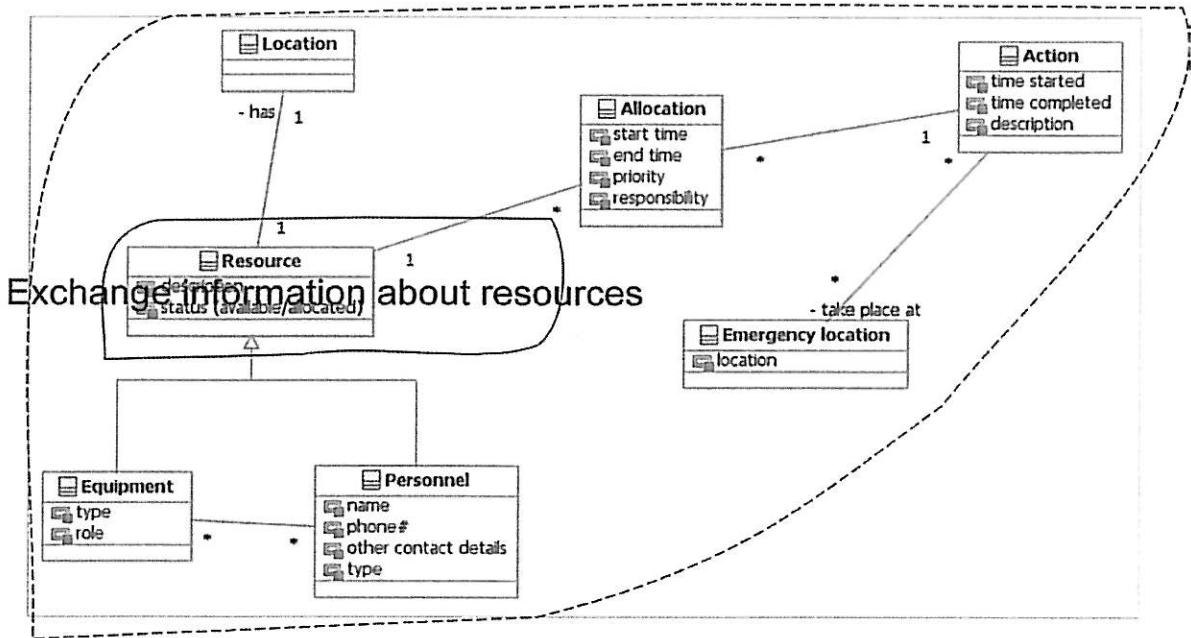 Location
- has
1
1
Action
time started
time completed
description
Allocation
start time
end time
priority
responsibility
1
*
*
*
1
Resource
description
status (available/allocated)
Exchange information about resources
*
- take place at
Emergency location
location
Equipment
type
role
*
*
Personnel
name
phone#
other contact details
type